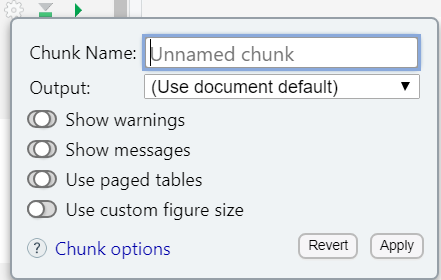 Chunk Name: Unnamed chunk
Output: (Use document default)
Show warnings
Show messages
Use paged tables
Use custom figure size
? Chunk options Revert Apply